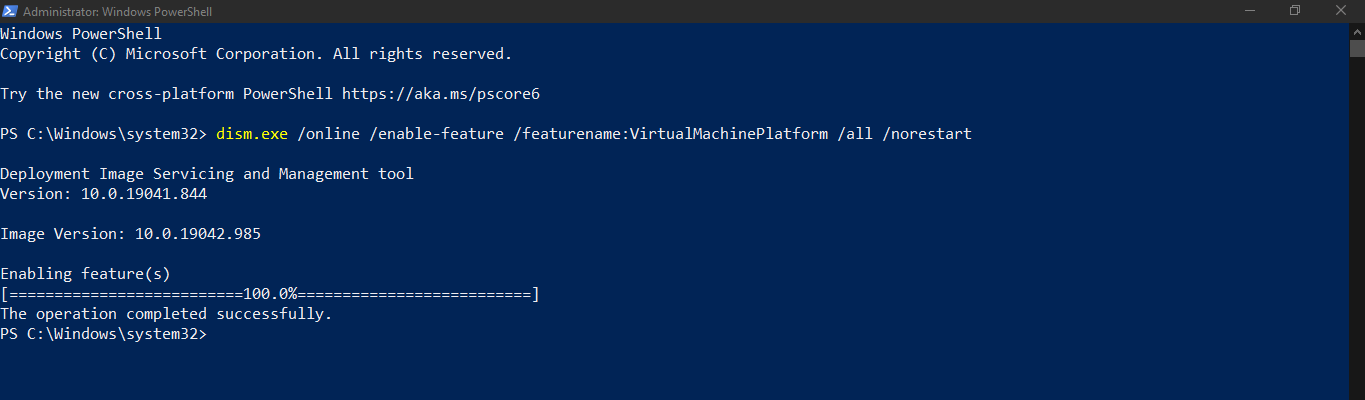 Administrator: Windows PowerShell
Windows PowerShell
Copyright (C) Microsoft Corporation. All rights reserved.
Try the new cross-platform PowerShell https://aka.ms/pscore6
PS C:\Windows\system32> dism.exe /online /enable-feature /featurename:VirtualMachinePlatform /all /norestart
Deployment Image Servicing and Management tool
Version: 10.0.19041.844
Image Version: 10.0.19042.985
Enabling feature(s)
[==========================100.0%==========================]
The operation completed successfully.
PS C:\Windows\system32>